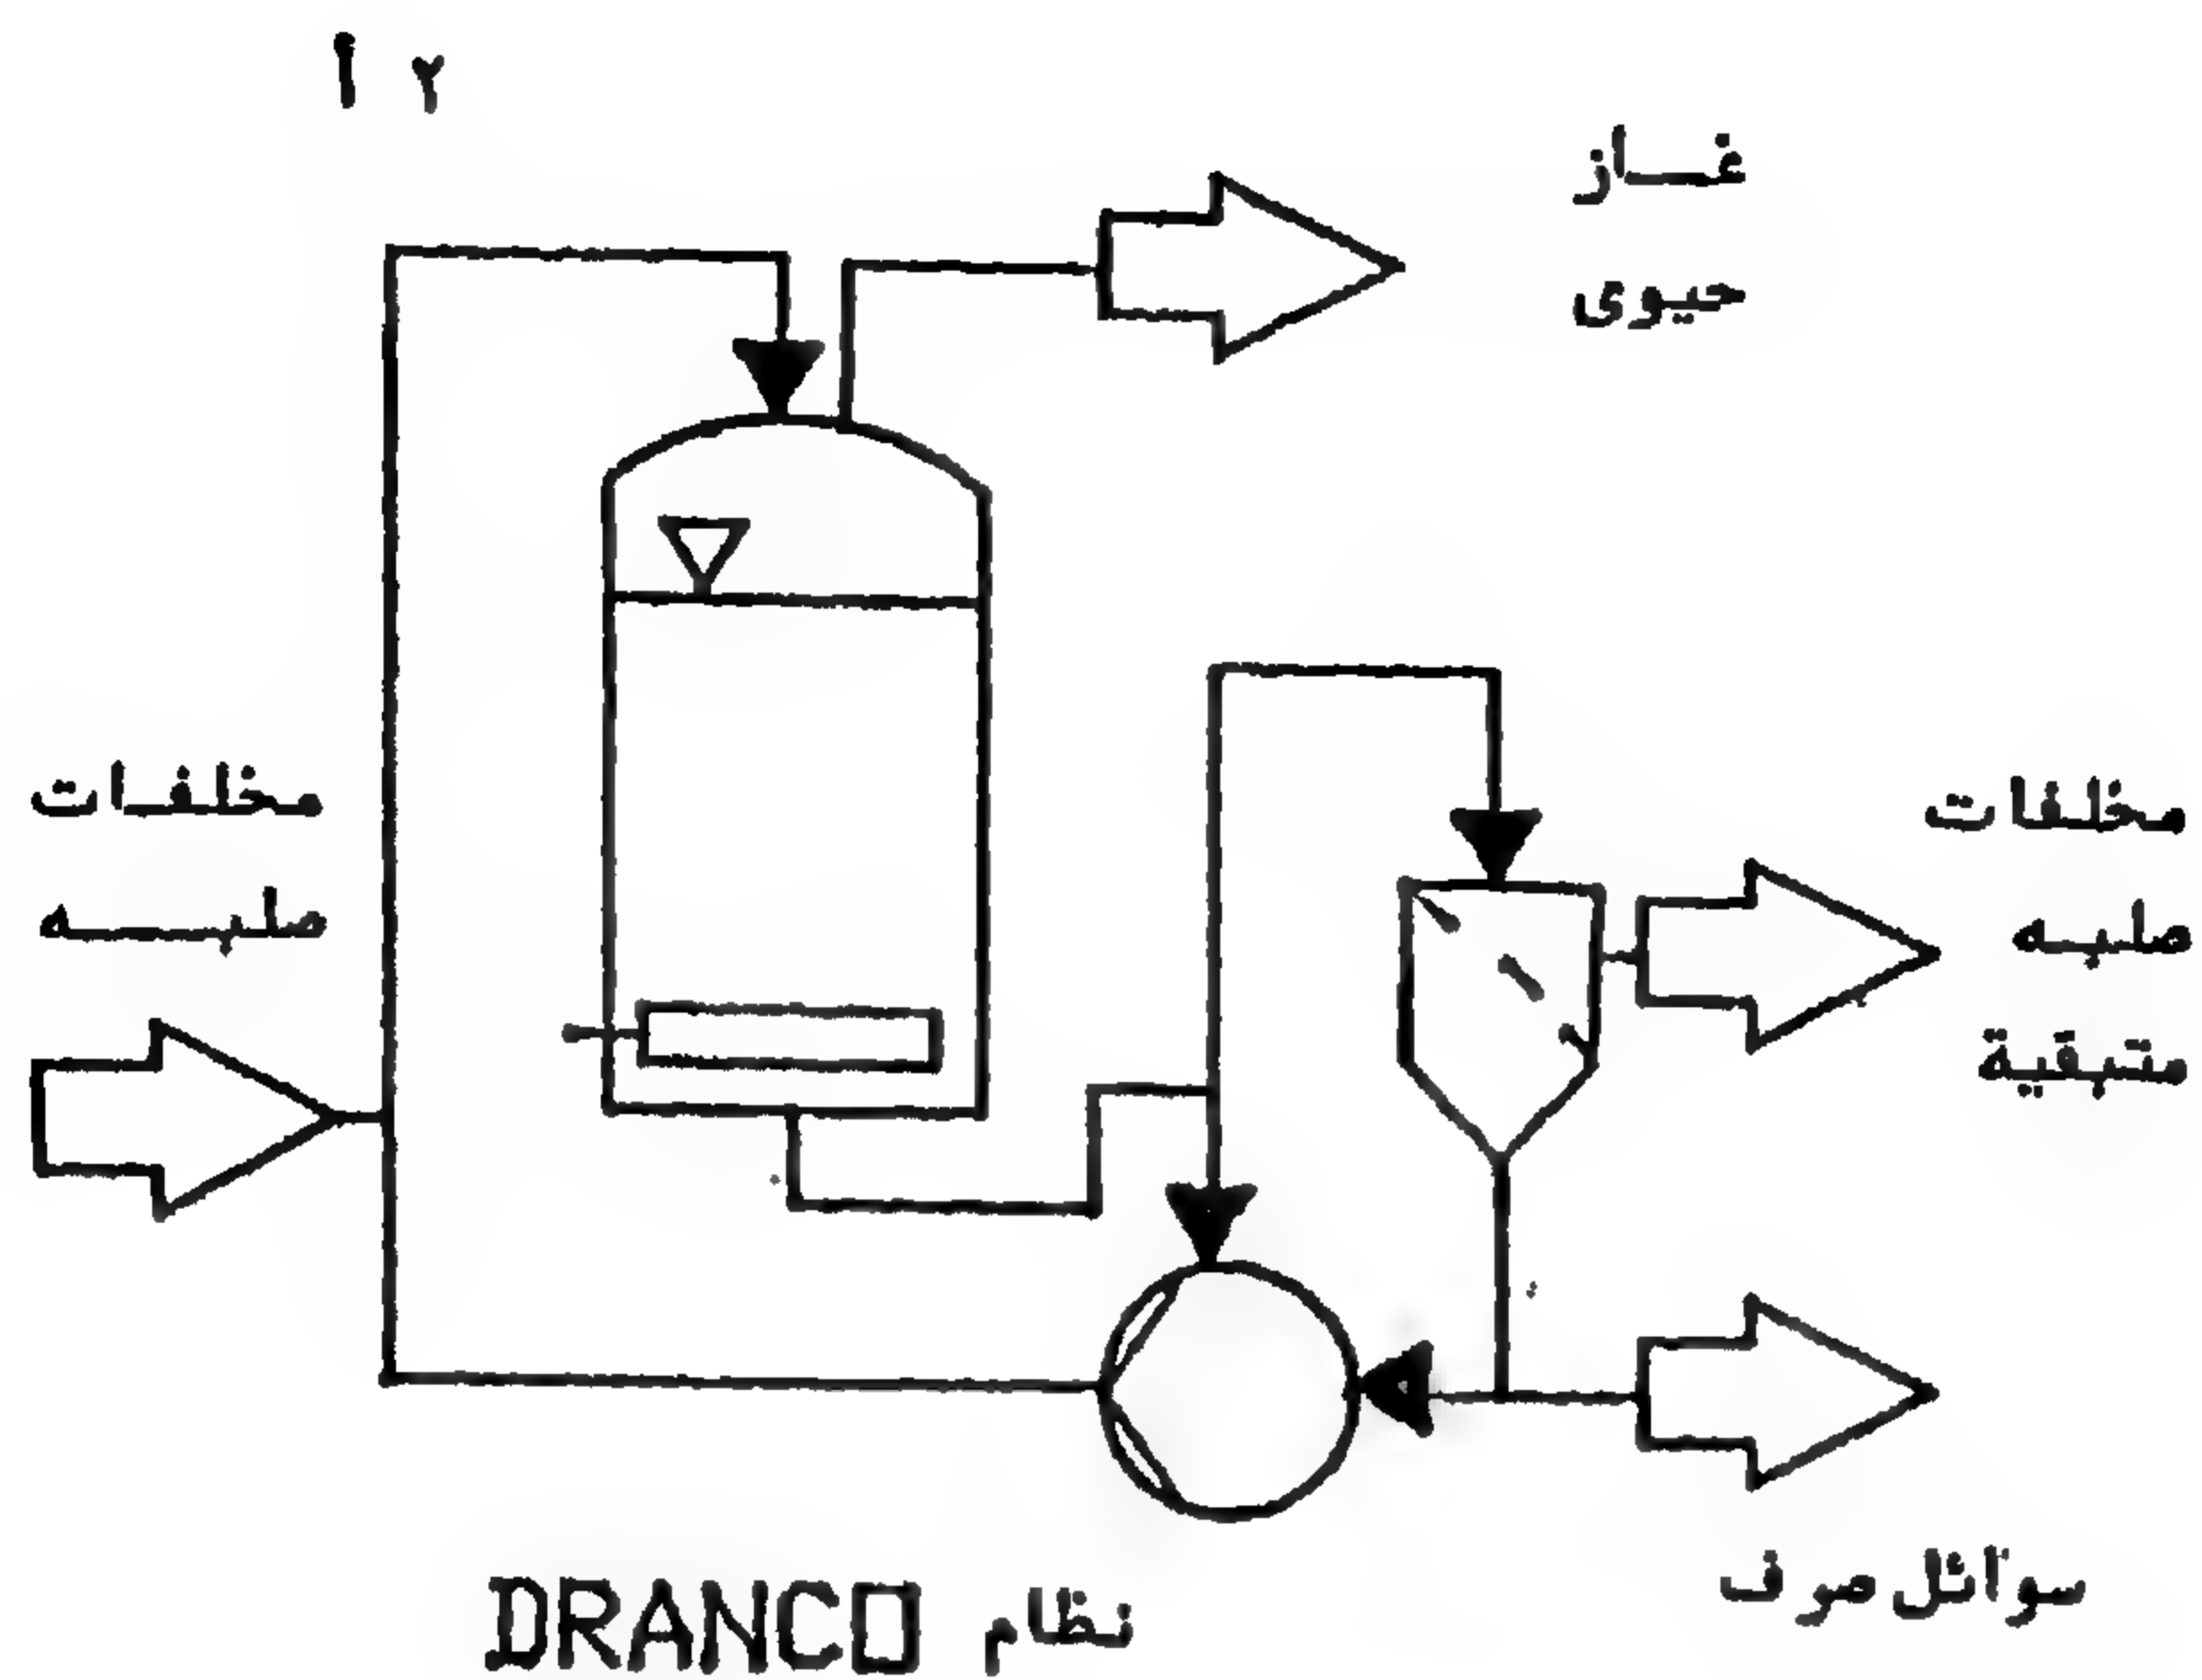 ٢ أ
غاز
حيوى
مخلفات
صلبه
مخلفات
صلبه
متبقية
سوائل صرف
نظام DRANCO